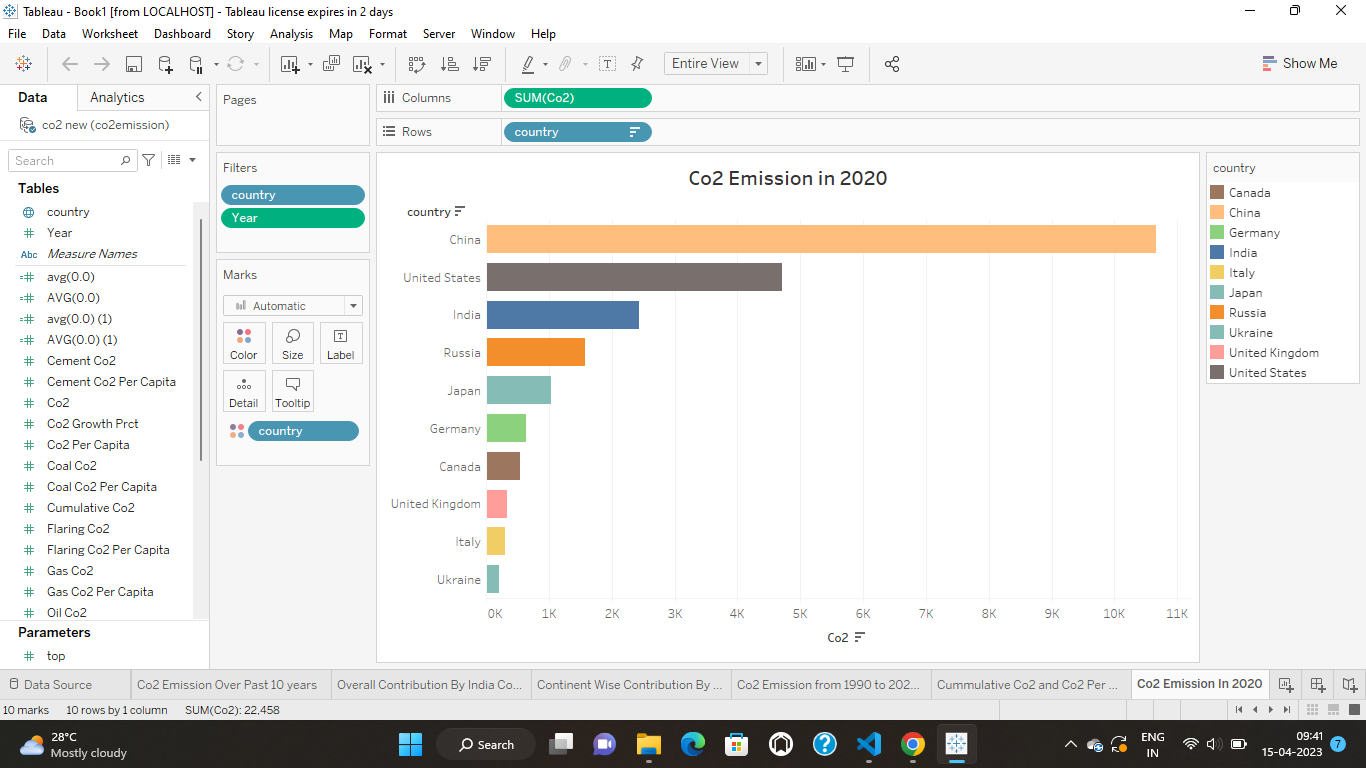 Tableau - Book1 [from LOCALHOST] - Tableau license expires in 2 days
File Data Worksheet Dashboard Story Analysis Map Format Server Window Help
Entire View
Show Me
Data Analytics
co2 new (co2emission)
Search
Tables
country
Year
Abc Measure Names
avg(0.0)
AVG(0.0)
avg(0.0) (1)
AVG(0.0) (1)
Cement Co2
Cement Co2 Per Capita
Co2
Co2 Growth Prct
Co2 Per Capita
Coal Co2
Coal Co2 Per Capita
Cumulative Co2
Flaring Co2
Flaring Co2 Per Capita
Gas Co2
Gas Co2 Per Capita
Oil Co2
Parameters
top
Pages
Filters
country
Year
Marks
Automatic
Color Size Label
Detail Tooltip
country
Columns SUM(Co2)
Rows country
Co2 Emission in 2020
country
China
United States
India
Russia
Japan
Germany
Canada
United Kingdom
Italy
Ukraine
0K 1K 2K 3K 4K 5K 6K 7K 8K 9K 10K 11K
Co2
country
Canada
China
Germany
India
Italy
Japan
Russia
Ukraine
United Kingdom
United States
Data Source Co2 Emission Over Past 10 years Overall Contribution By India Co... Continent Wise Contribution By ... Co2 Emission from 1990 to 202... Cummulative Co2 and Co2 Per ... Co2 Emission In 2020
10 marks 10 rows by 1 column SUM(Co2): 22,458
28°C
Mostly cloudy
Search
ENG
IN
09:41
15-04-2023
7